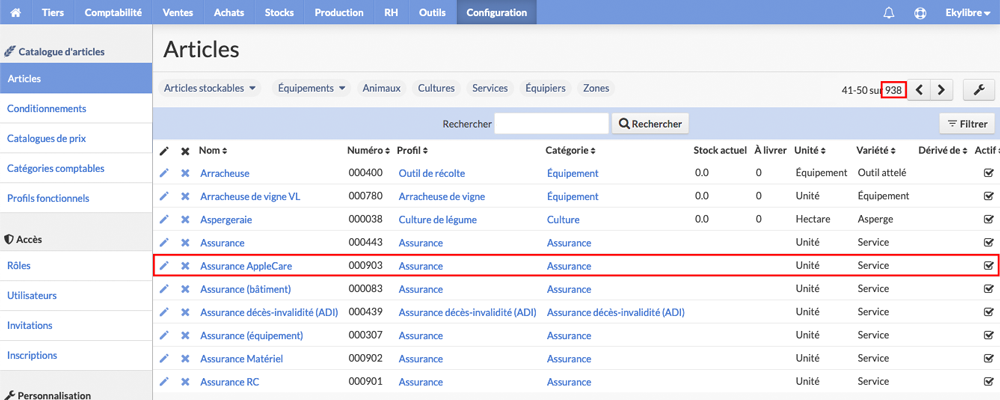 Tiers Comptabilité Ventes Achats Stocks Production RH Outils Configuration Ekylibre
Catalogue d'articles
Articles
Conditionnements
Catalogues de prix
Catégories comptables
Profils fonctionnels
Accès
Rôles
Utilisateurs
Invitations
Inscriptions
Personnalisation
Articles
Articles stockables Équipements Animaux Cultures Services Équipiers Zones
41-50 sur 938
Rechercher Rechercher Filtrer
Nom Numéro Profil Catégorie Stock actuel À livrer Unité Variété Dérivé de Actif
Arracheuse 000400 Outil de récolte Équipement 0.0 0 Équipement Outil attelé
Arracheuse de vigne VL 000780 Arracheuse de vigne Équipement 0.0 0 Unité Équipement
Aspergeraie 000038 Culture de légume Culture 0.0 0 Hectare Asperge
Assurance 000443 Assurance Assurance Unité Service
Assurance AppleCare 000903 Assurance Assurance Unité Service
Assurance (bâtiment) 000083 Assurance Assurance Unité Service
Assurance décès-invalidité (ADI) 000439 Assurance décès-invalidité (ADI) Assurance décès-invalidité (ADI) Unité Service
Assurance (équipement) 000307 Assurance Assurance Unité Service
Assurance Matériel 000902 Assurance Assurance Unité Service
Assurance RC 000901 Assurance Assurance Unité Service